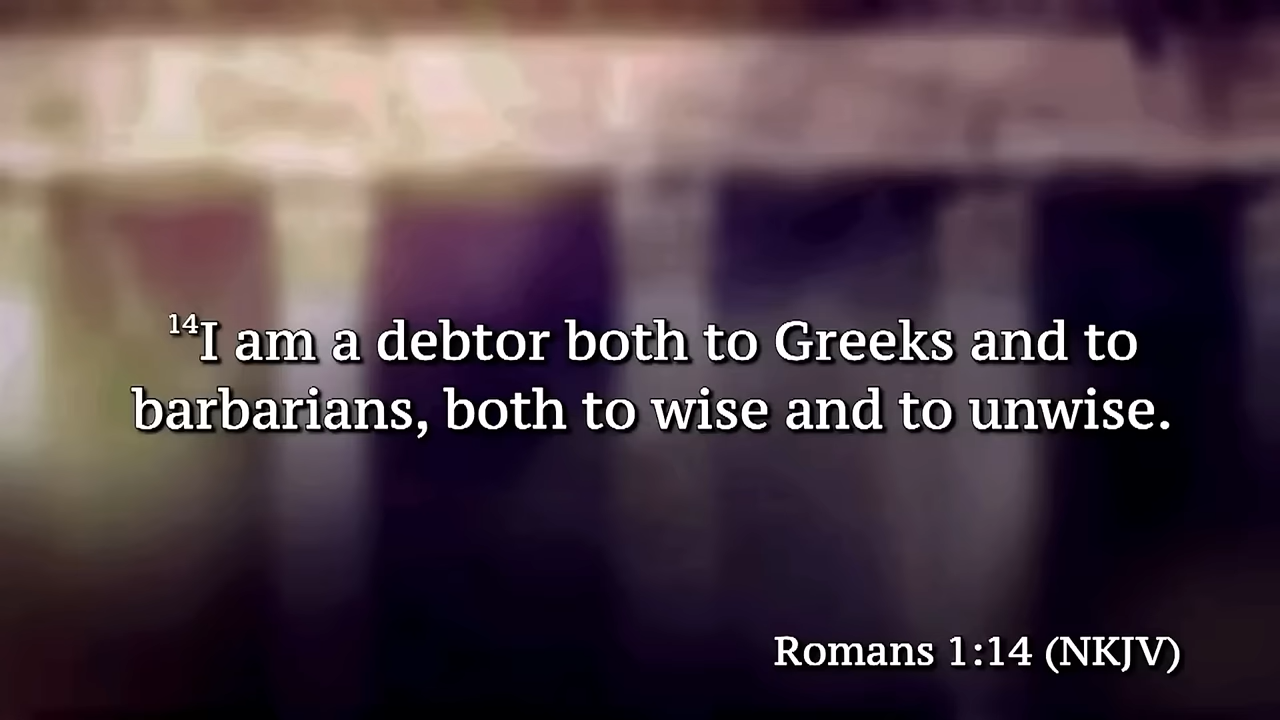 ¹⁴I am a debtor both to Greeks and to
barbarians, both to wise and to unwise.
Romans 1:14 (NKJV)